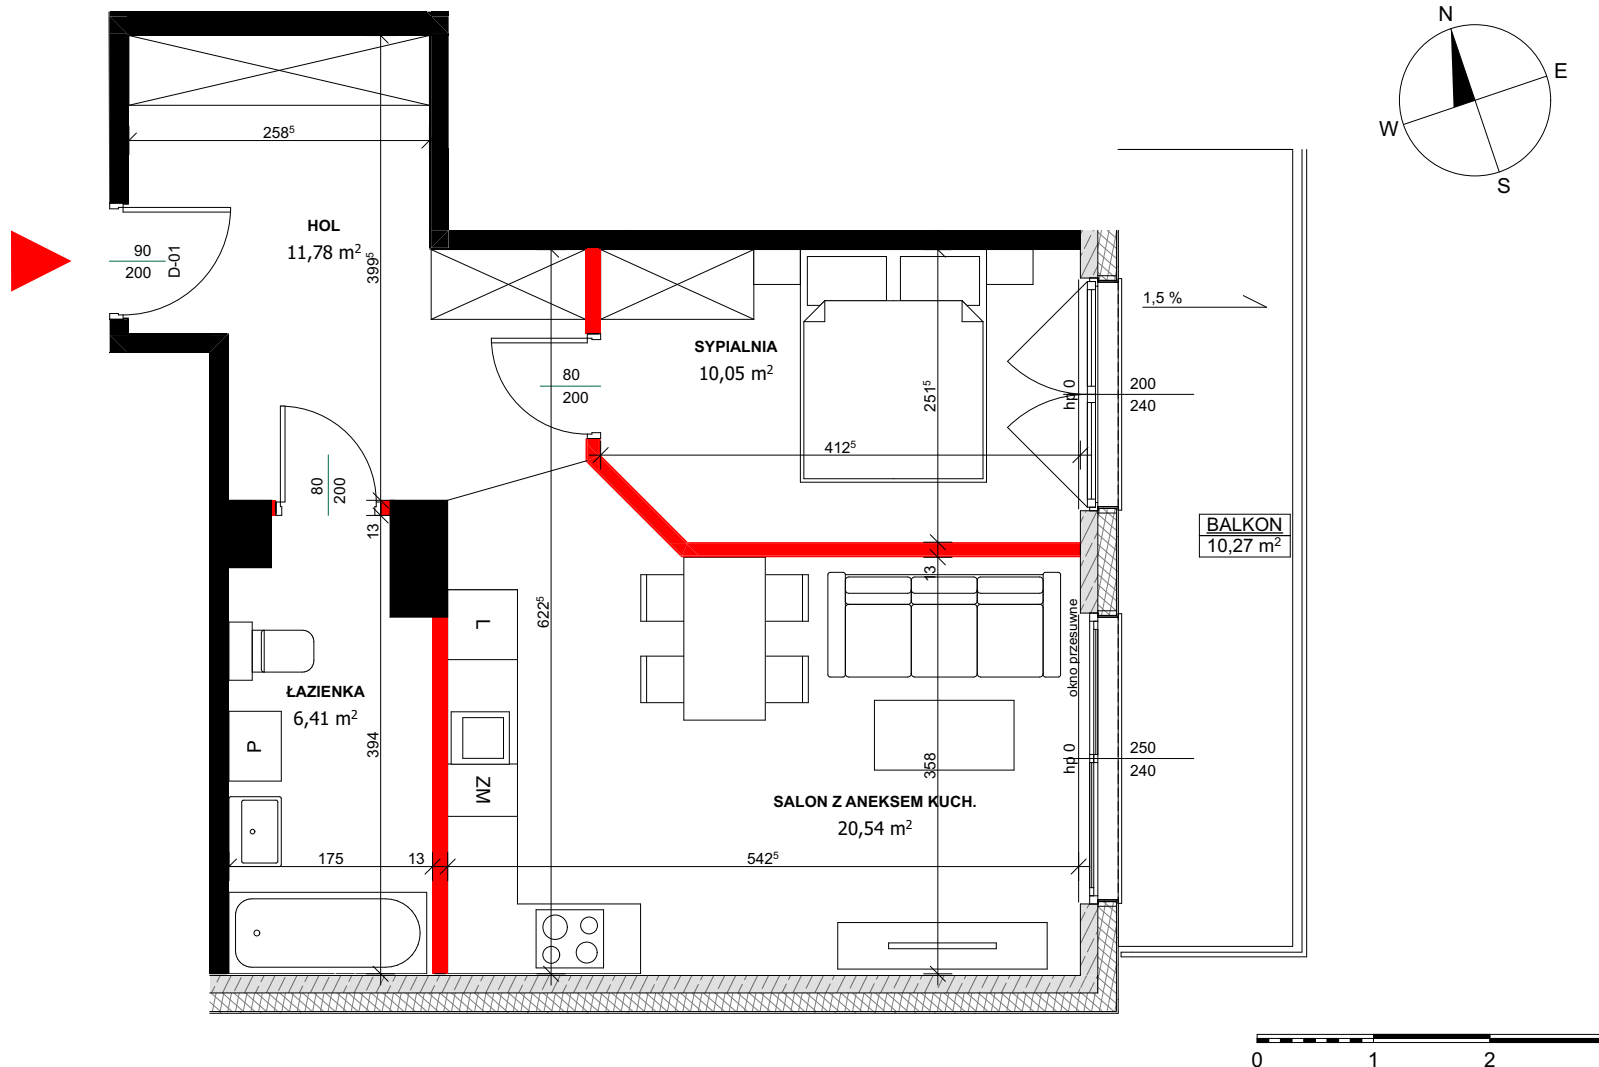 N
E
W
S
258⁵
HOL
11,78 m²
399⁵
90
200
D-01
1,5 %
SYPIALNIA
10,05 m²
80
200
251⁵
hp 0
200
240
412⁵
80
200
13
BALKON
10,27 m²
13
622⁵
L
okno przesuwne
ŁAZIENKA
6,41 m²
P
394
ZM
358
hp 0
250
240
SALON Z ANEKSEM KUCH.
20,54 m²
175
13
542⁵
0
1
2